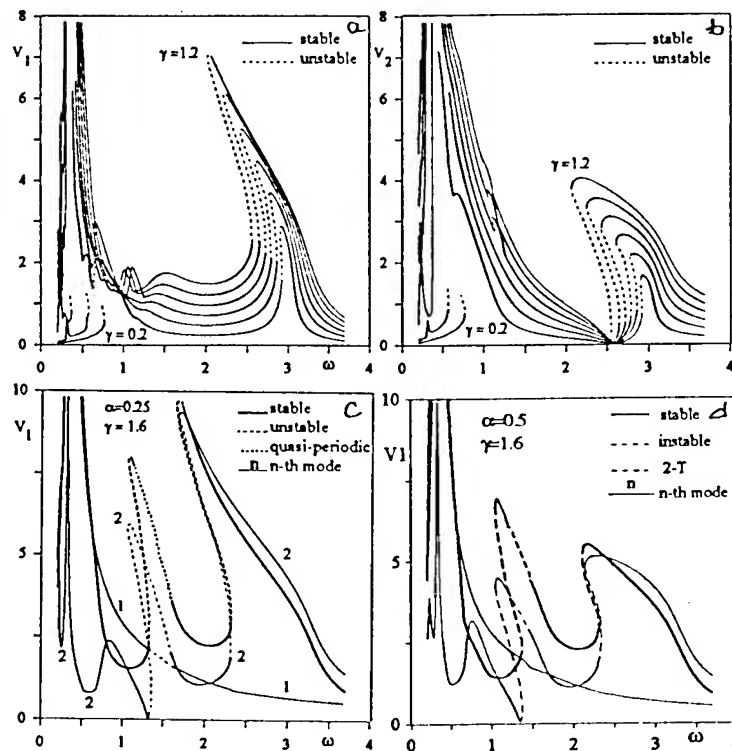 8
V1
a
stable
unstable
γ=1.2
6
4
2
γ=0.2
0
0 1 2 3 ω 4
8
V2
b
stable
unstable
6
γ=1.2
4
2
γ=0.2
0
0 1 2 3 ω 4
10
c
α=0.25
γ=1.6
stable
unstable
quasi-periodic
n n-th mode
V1
5
2
2
1
2
2
2
1
0
0 1 2 3 ω 4
10
d
α=0.5
γ=1.6
stable
instable
2-T
n n-th mode
V1
5
0
0 1 2 3 ω 4